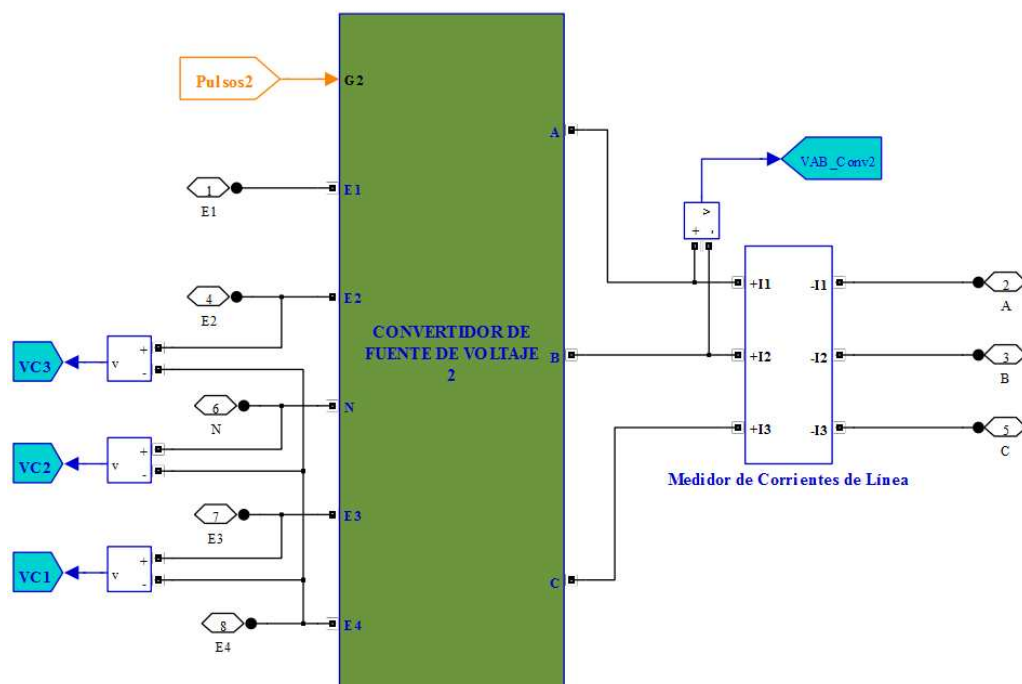 Pulsos2
G2
A
VAB_Conv2
1
E1
E1
v
+ -
4
E2
E2
+I1
-I1
2
A
CONVERTIDOR DE
FUENTE DE VOLTAJE
2
VC3
v
+
-
B
+I2
-I2
3
B
6
N
N
VC2
v
+
-
+I3
-I3
5
C
Medidor de Corrientes de Línea
7
E3
E3
VC1
v
+
-
C
8
E4
E4